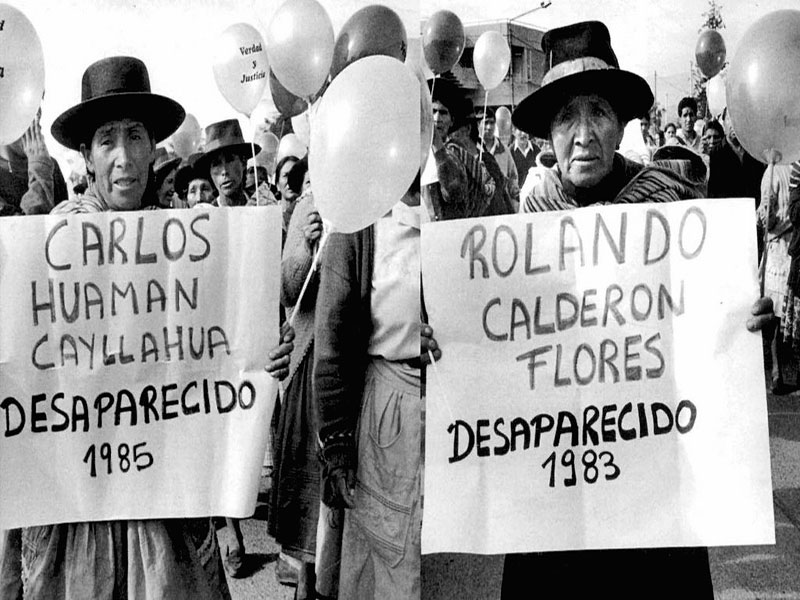 Verdad
y
Justicia
CARLOS
HUAMAN
CAYLLAHUA
DESAPARECIDO
1985
ROLANDO
CALDERON
FLORES
DESAPARECIDO
1983